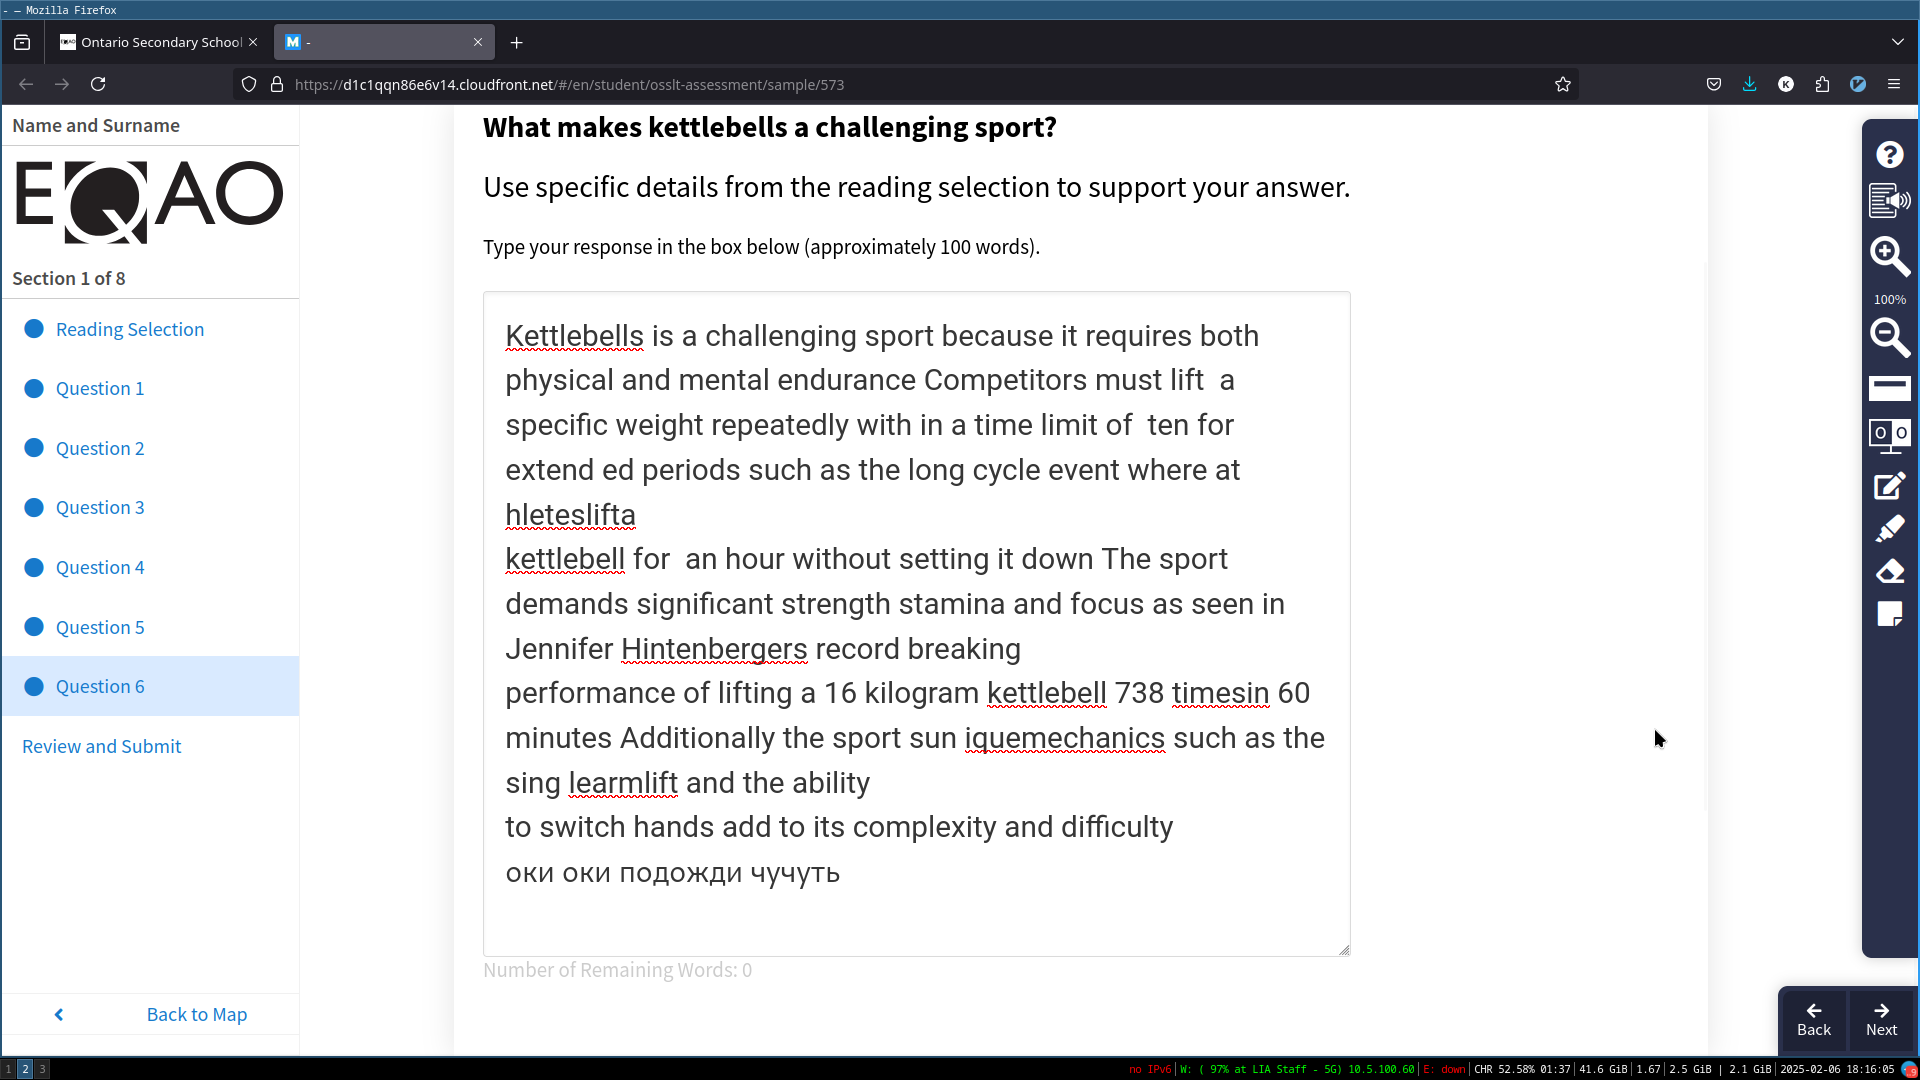 - — Mozilla Firefox
Ontario Secondary School
M -
https://d1c1qqn86e6v14.cloudfront.net/#/en/student/osslt-assessment/sample/573
Name and Surname
EQAO
Section 1 of 8
Reading Selection
Question 1
Question 2
Question 3
Question 4
Question 5
Question 6
Review and Submit
Back to Map
What makes kettlebells a challenging sport?
Use specific details from the reading selection to support your answer.
Type your response in the box below (approximately 100 words).
Kettlebells is a challenging sport because it requires both
physical and mental endurance Competitors must lift  a
specific weight repeatedly with in a time limit of  ten for
extend ed periods such as the long cycle event where at
hleteslifta
kettlebell for  an hour without setting it down The sport
demands significant strength stamina and focus as seen in
Jennifer Hintenbergers record breaking
performance of lifting a 16 kilogram kettlebell 738 timesin 60
minutes Additionally the sport sun iquemechanics such as the
sing learmlift and the ability
to switch hands add to its complexity and difficulty
оки оки подожди чучуть
Number of Remaining Words: 0
100%
Back
Next
1 2 3
no IPv6 | W: ( 97% at LIA Staff - 5G) 10.5.100.60 | E: down | CHR 52.58% 01:37 | 41.6 GiB | 1.67 | 2.5 GiB | 2.1 GiB | 2025-02-06 18:16:05